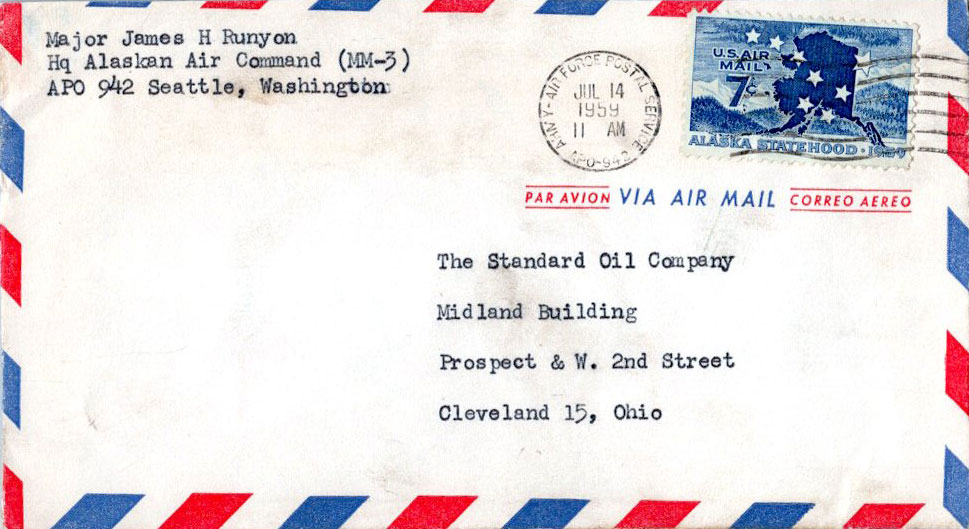 Major James H Runyon
Hq Alaskan Air Command (MM-3)
APO 942 Seattle, Washington
ARMY-AIR FORCE POSTAL SERVICE
JUL 14
1959
11 AM
APO-942
U.S. AIR
MAIL
7¢
ALASKA STATEHOOD · 1959
PAR AVION VIA AIR MAIL CORREO AEREO
The Standard Oil Company
Midland Building
Prospect & W. 2nd Street
Cleveland 15, Ohio